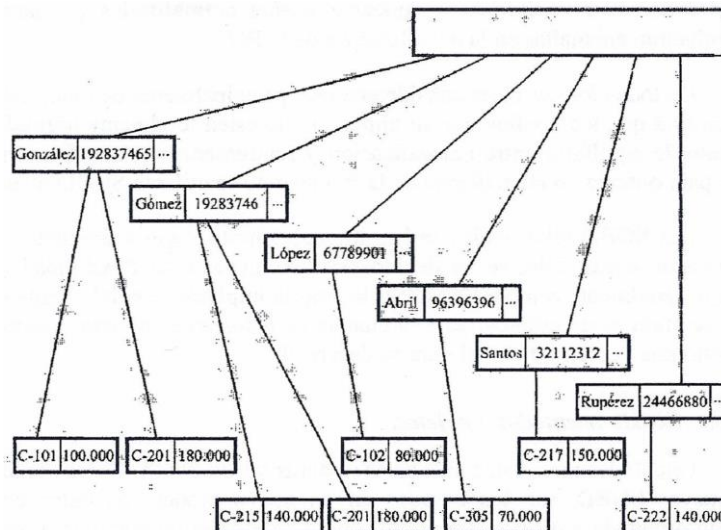 González 192837465 ...
Gómez 19283746 ...
López 67789901 ...
Abril 96396396 ...
Santos 32112312 ...
Rupérez 24466880 ...
C-101 100.000
C-201 180.000
C-102 80.000
C-217 150.000
C-215 140.000
C-201 180.000
C-305 70.000
C-222 140.000